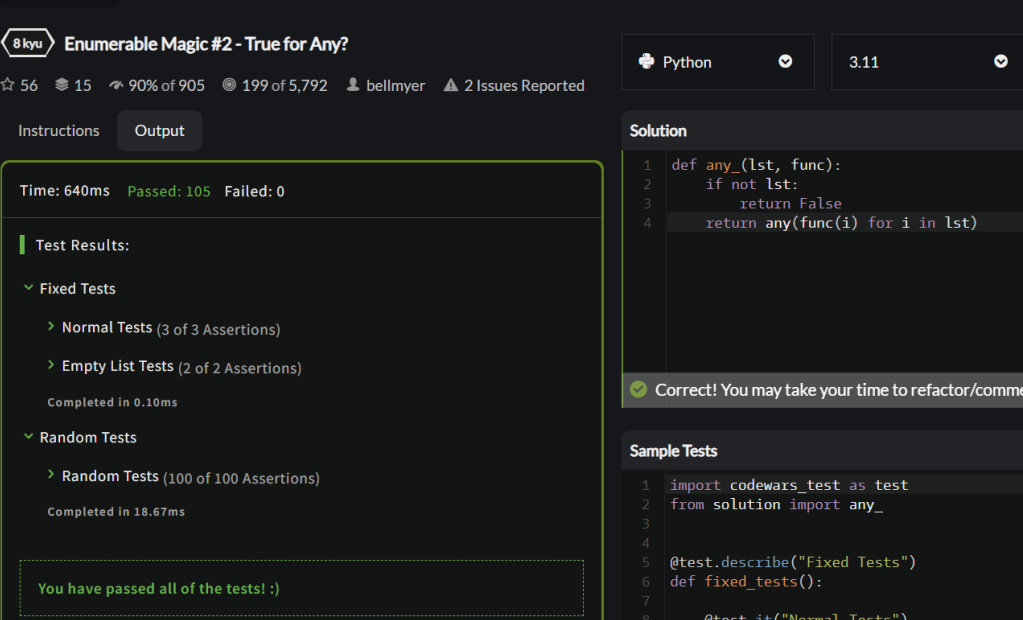 8 kyu Enumerable Magic #2 - True for Any?
56 15 90% of 905 199 of 5,792 bellmyer 2 Issues Reported
Instructions Output
Time: 640ms Passed: 105 Failed: 0
Test Results:
Fixed Tests
Normal Tests (3 of 3 Assertions)
Empty List Tests (2 of 2 Assertions)
Completed in 0.10ms
Random Tests
Random Tests (100 of 100 Assertions)
Completed in 18.67ms
You have passed all of the tests! :)
Python 3.11
Solution
1 def any_(lst, func):
2 if not lst:
3 return False
4 return any(func(i) for i in lst)
Correct! You may take your time to refactor/comme
Sample Tests
1 import codewars_test as test
2 from solution import any_
3
4
5 @test.describe("Fixed Tests")
6 def fixed_tests():
7
8 @test.it("Normal Tests")